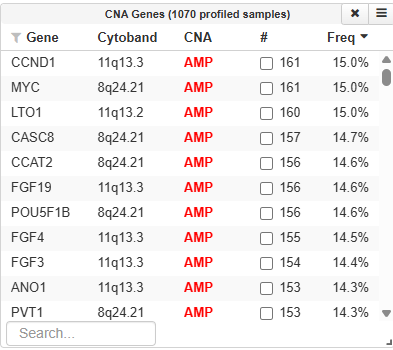 CNA Genes (1070 profiled samples)
Gene Cytoband CNA # Freq
CCND1 11q13.3 AMP 161 15.0%
MYC 8q24.21 AMP 161 15.0%
LTO1 11q13.2 AMP 160 15.0%
CASC8 8q24.21 AMP 157 14.7%
CCAT2 8q24.21 AMP 156 14.6%
FGF19 11q13.3 AMP 156 14.6%
POU5F1B 8q24.21 AMP 156 14.6%
FGF4 11q13.3 AMP 155 14.5%
FGF3 11q13.3 AMP 154 14.4%
ANO1 11q13.3 AMP 153 14.3%
PVT1 8q24.21 AMP 153 14.3%
Search...